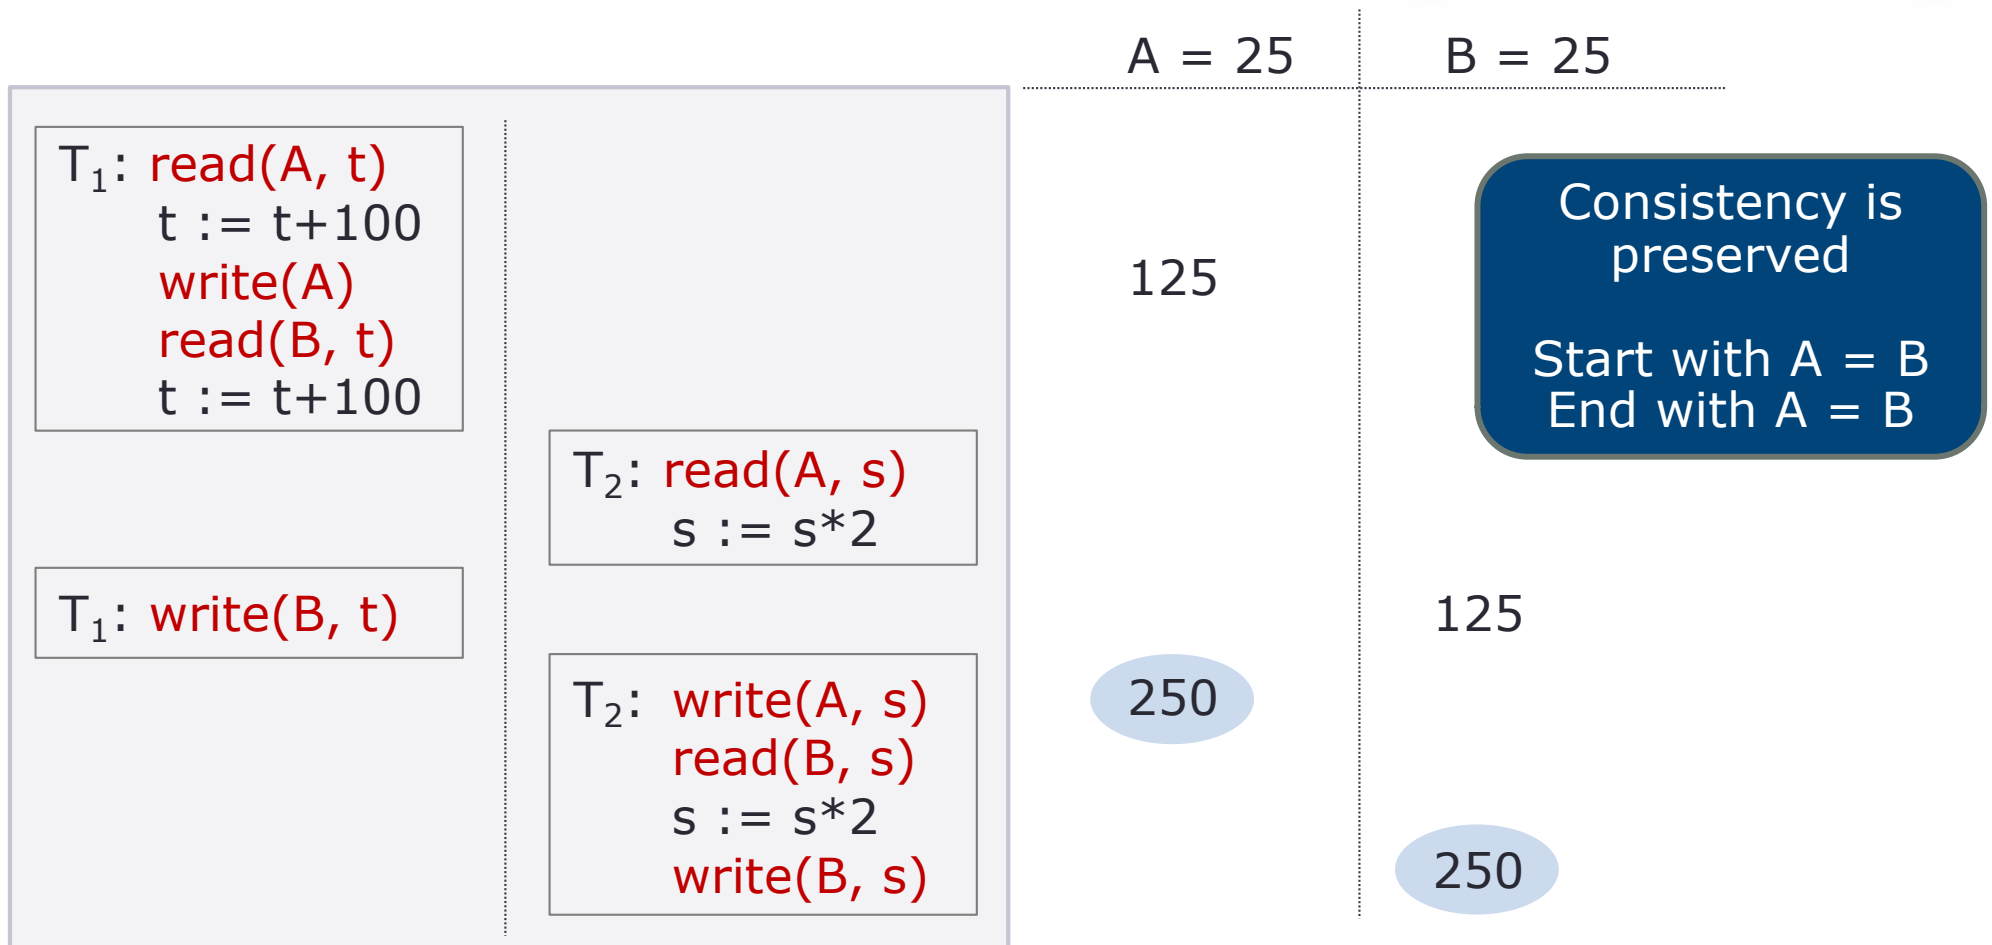 A = 25
B = 25
T₁: read(A, t)
t := t+100
write(A)
read(B, t)
t := t+100
125
Consistency is
preserved
Start with A = B
End with A = B
T₂: read(A, s)
s := s*2
T₁: write(B, t)
125
T₂: write(A, s)
read(B, s)
s := s*2
write(B, s)
250
250